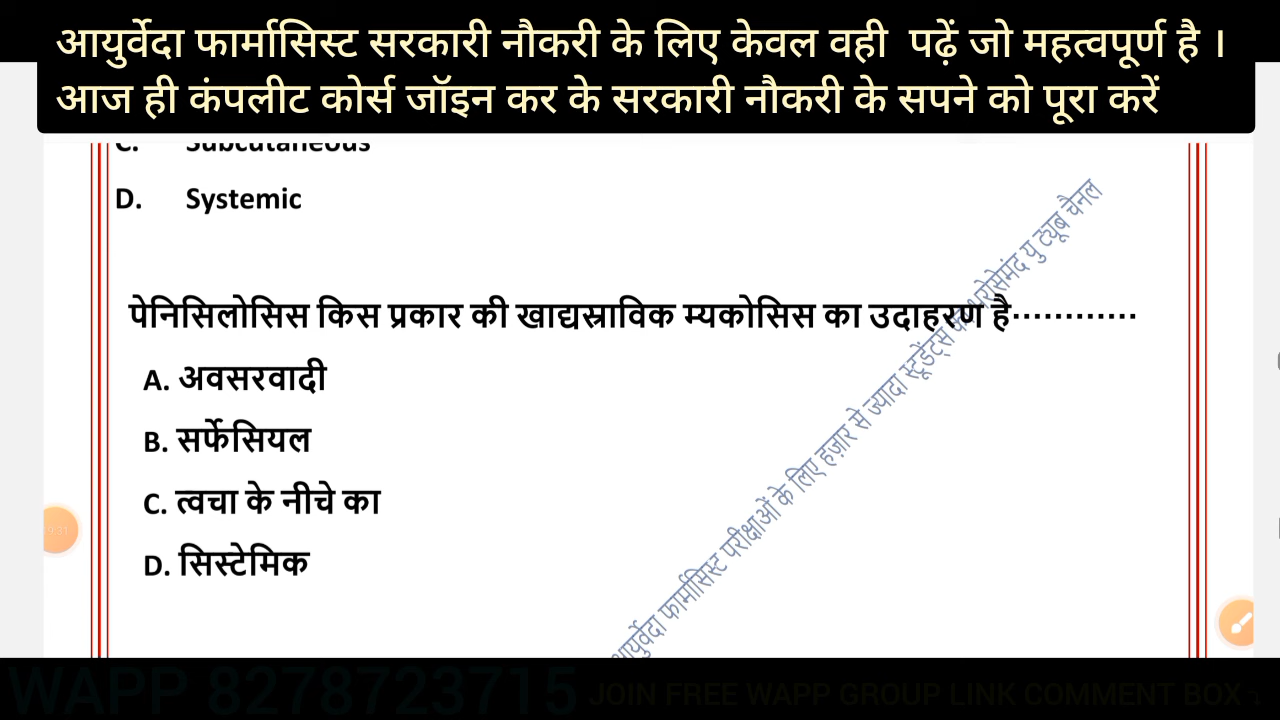 आयुर्वेदा फार्मासिस्ट सरकारी नौकरी के लिए केवल वही पढ़ें जो महत्वपूर्ण है ।
आज ही कंपलीट कोर्स जॉइन कर के सरकारी नौकरी के सपने को पूरा करें
C. Subcutaneous
D. Systemic
पेनिसिलोसिस किस प्रकार की खाद्यस्राविक म्यकोसिस का उदाहरण है............
A. अवसरवादी
B. सर्फेसियल
C. त्वचा के नीचे का
D. सिस्टेमिक
आयुर्वेदा फार्मासिस्ट परीक्षाओं के लिए हज़ार से ज्यादा स्टूडेंट्स का भरोसेमंद यु ट्यूब चैनल
WAPP 8278723715 JOIN FREE WAPP GROUP LINK COMMENT BOX